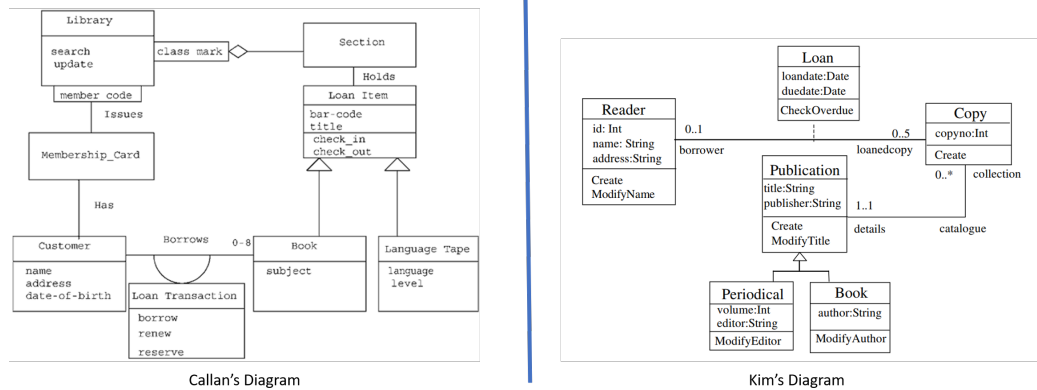 Library
search
update
class mark
member code
Section
Holds
Loan Item
bar-code
title
check_in
check_out
Issues
Membership_Card
Has
Customer
name
address
date-of-birth
Borrows
0-8
Book
subject
Language Tape
language
level
Loan Transaction
borrow
renew
reserve
Callan's Diagram
Loan
loandate:Date
duedate:Date
CheckOverdue
Reader
id: Int
name: String
address:String
Create
ModifyName
0..1
borrower
0..5
loanedcopy
Copy
copyno:Int
Create
0..*
collection
Publication
title:String
publisher:String
Create
ModifyTitle
1..1
details
catalogue
Periodical
volume:Int
editor:String
ModifyEditor
Book
author:String
ModifyAuthor
Kim's Diagram